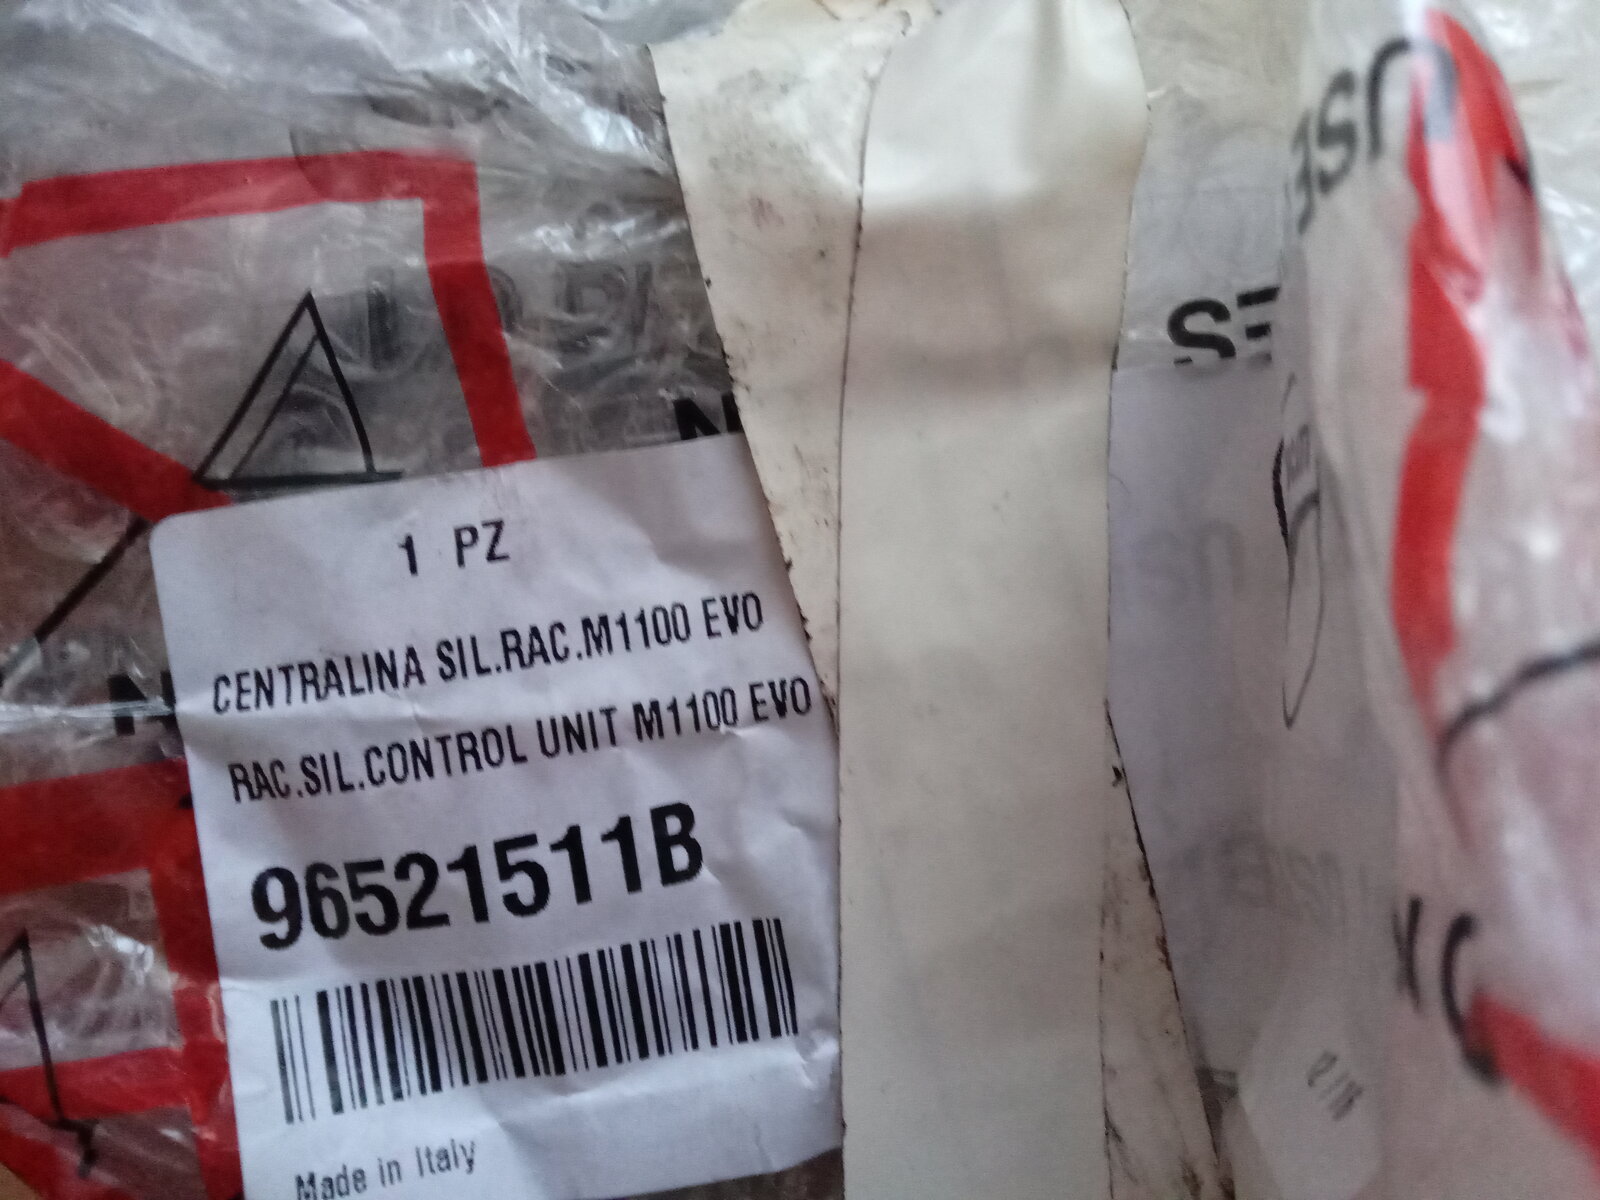 1 PZ
CENTRALINA SIL.RAC.M1100 EVO
RAC.SIL.CONTROL UNIT M1100 EVO
96521511B
Made in Italy